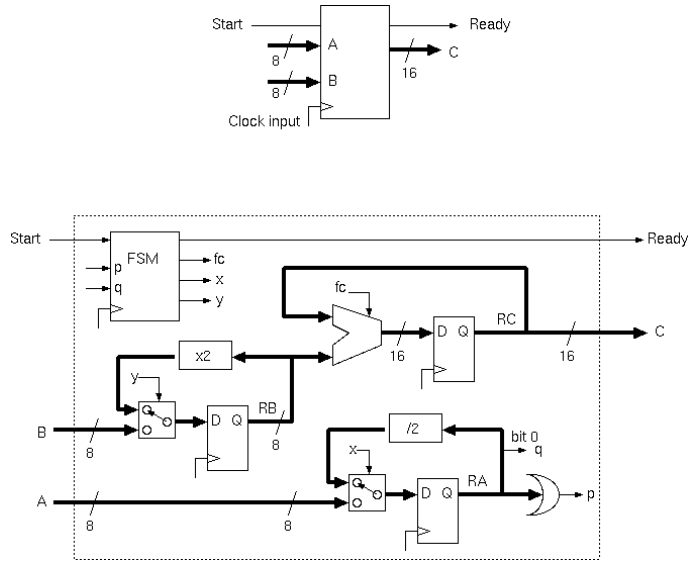 Start
Ready
A
8
C
16
B
8
Clock input
Start
Ready
FSM
fc
p
x
q
y
fc
RC
D Q
16
16
C
x2
y
RB
D Q
8
B
8
/2
bit 0
q
x
RA
D Q
p
A
8
8